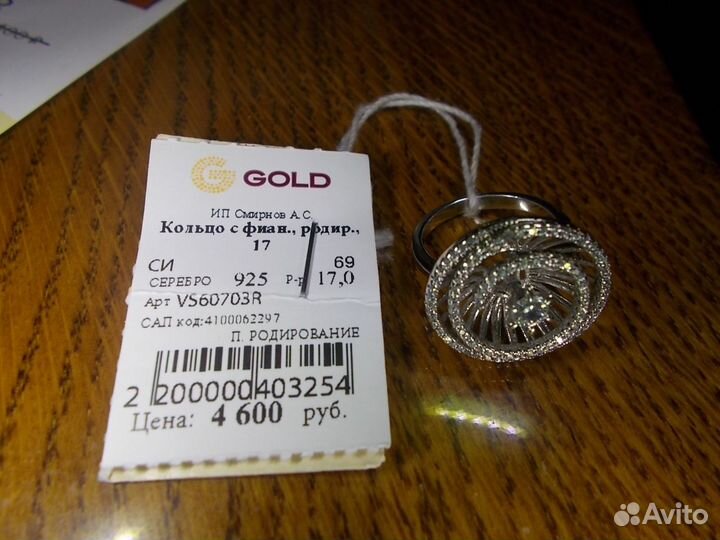 GOLD
ИП Смирнов А.С.
Кольцо с фиан., родир.,
17
СИ 69
СЕРЕБРО 925 Р-р 17,0
Арт VS60703R
САП код:4100062297
П. РОДИРОВАНИЕ
2 200000 403254
Цена: 4 600 руб.
Avito